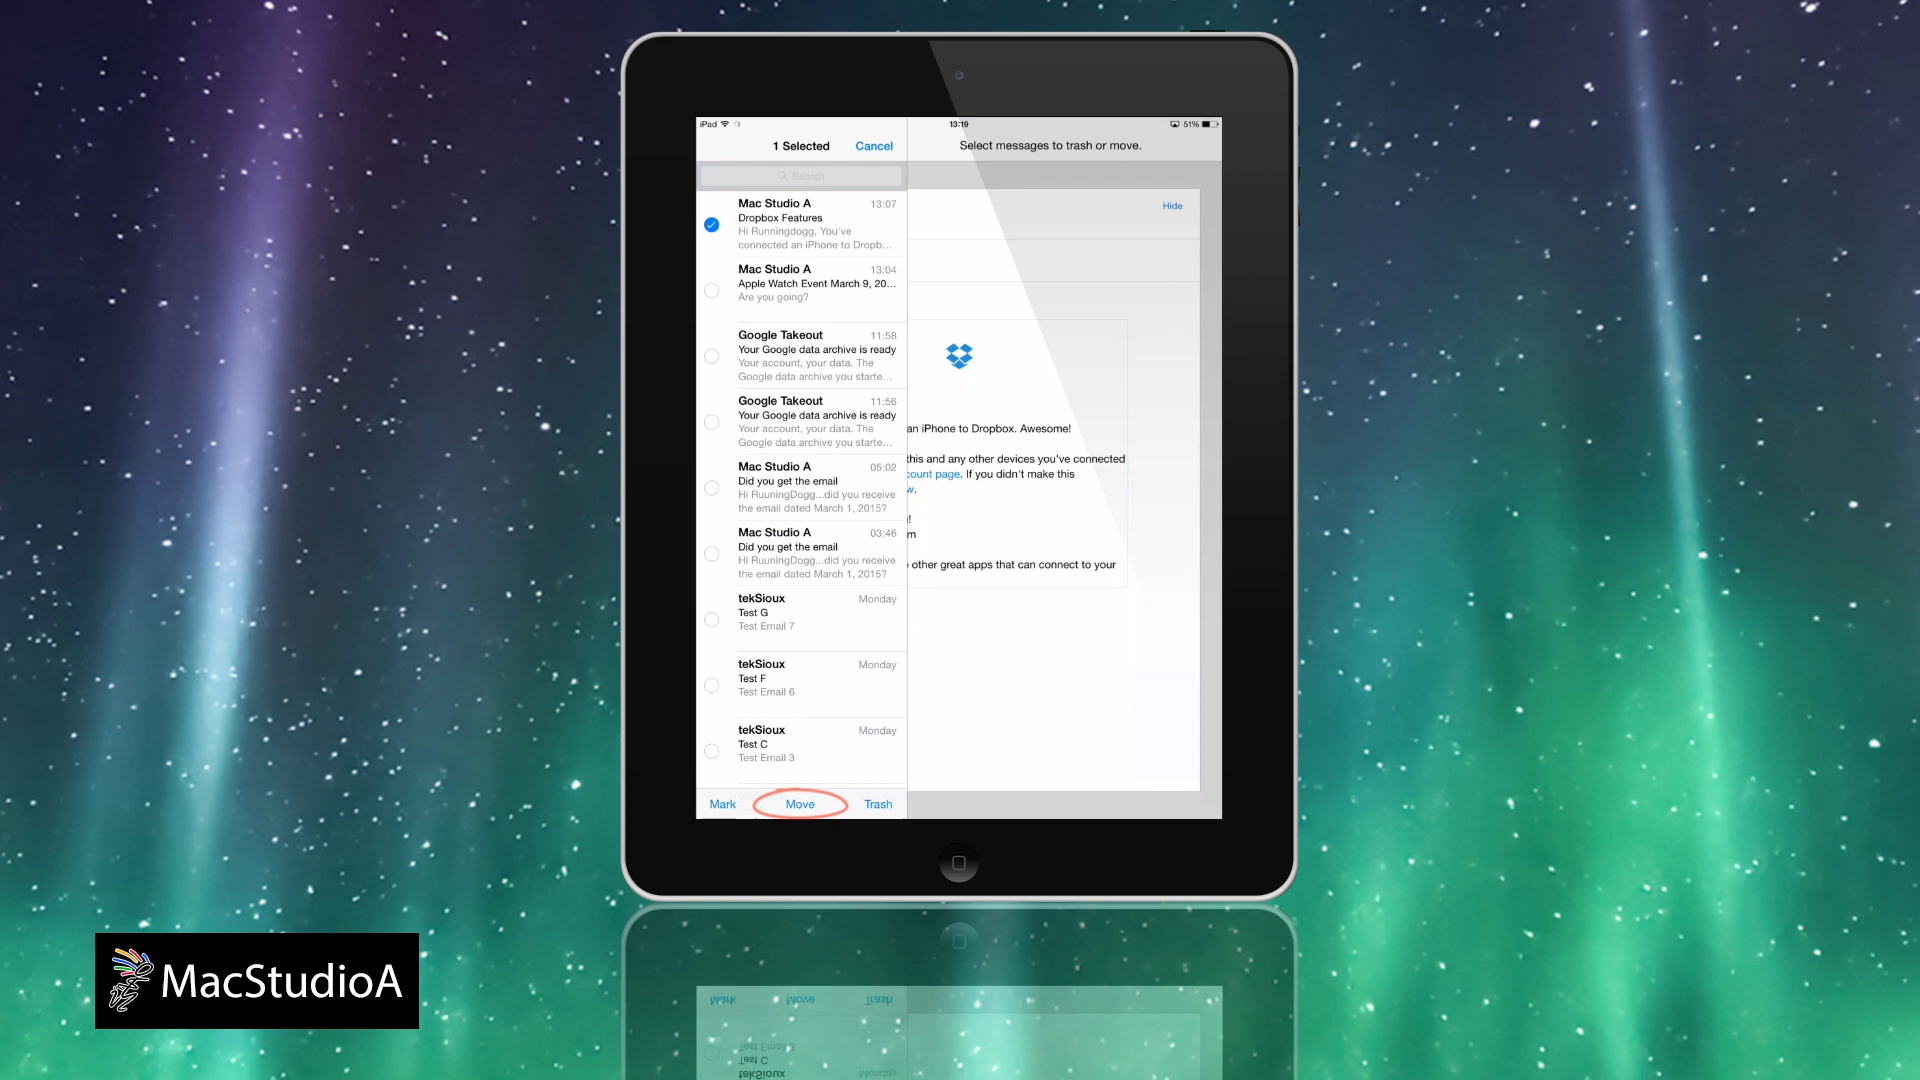 iPad
13:19
51%
1 Selected
Cancel
Select messages to trash or move.
Search
Hide
Mac Studio A 13:07
Dropbox Features
Hi Runningdogg, You've
connected an iPhone to Dropb...
Mac Studio A 13:04
Apple Watch Event March 9, 20...
Are you going?
Google Takeout 11:58
Your Google data archive is ready
Your account, your data. The
Google data archive you starte...
Google Takeout 11:56
Your Google data archive is ready
Your account, your data. The
Google data archive you starte...
Mac Studio A 05:02
Did you get the email
Hi RuuningDogg...did you receive
the email dated March 1, 2015?
Mac Studio A 03:46
Did you get the email
Hi RuuningDogg...did you receive
the email dated March 1, 2015?
tekSioux Monday
Test G
Test Email 7
tekSioux Monday
Test F
Test Email 6
tekSioux Monday
Test C
Test Email 3
Mark
Move
Trash
an iPhone to Dropbox. Awesome!
this and any other devices you've connected
count page. If you didn't make this
w.
!
m
other great apps that can connect to your
MacStudioA
Mark Move Trash
Test Email 3
Test C
tekSioux Monday